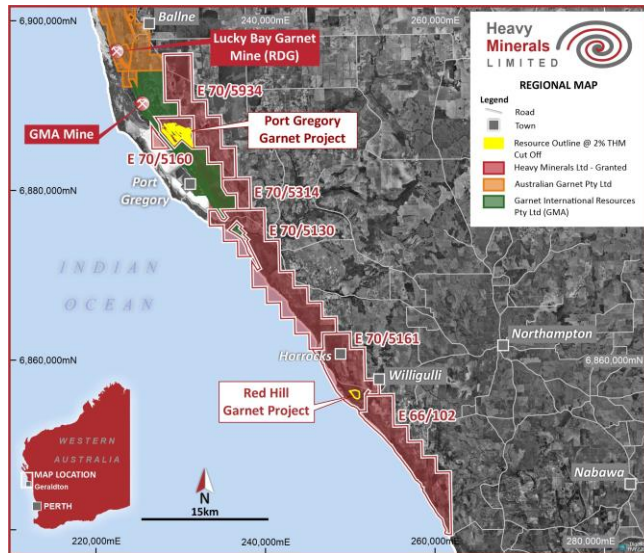 6,900,000mN
Ballne
240,000mE
260,000mE
Lucky Bay Garnet
Mine (RDG)
Heavy
Minerals
LIMITED
REGIONAL MAP
Legend
Road
Town
Resource Outline @ 2% THM
Cut Off
Heavy Minerals Ltd - Granted
Australian Garnet Pty Ltd
Garnet International Resources
Pty Ltd (GMA)
E 70/5934
GMA Mine
Port Gregory
Garnet Project
E 70/5160
6,880,000mN
Port
Gregory
E 70/5314
E 70/5130
INDIAN
OCEAN
Northampton
E 70/5161
6,860,000mN
Horrocks
6,860,000mN
Willigulli
Red Hill
Garnet Project
E 66/102
WESTERN
AUSTRALIA
MAP LOCATION
Geraldton
PERTH
N
15km
Nabawa
220,000mE
240,000mE
260,000mE
280,000mE